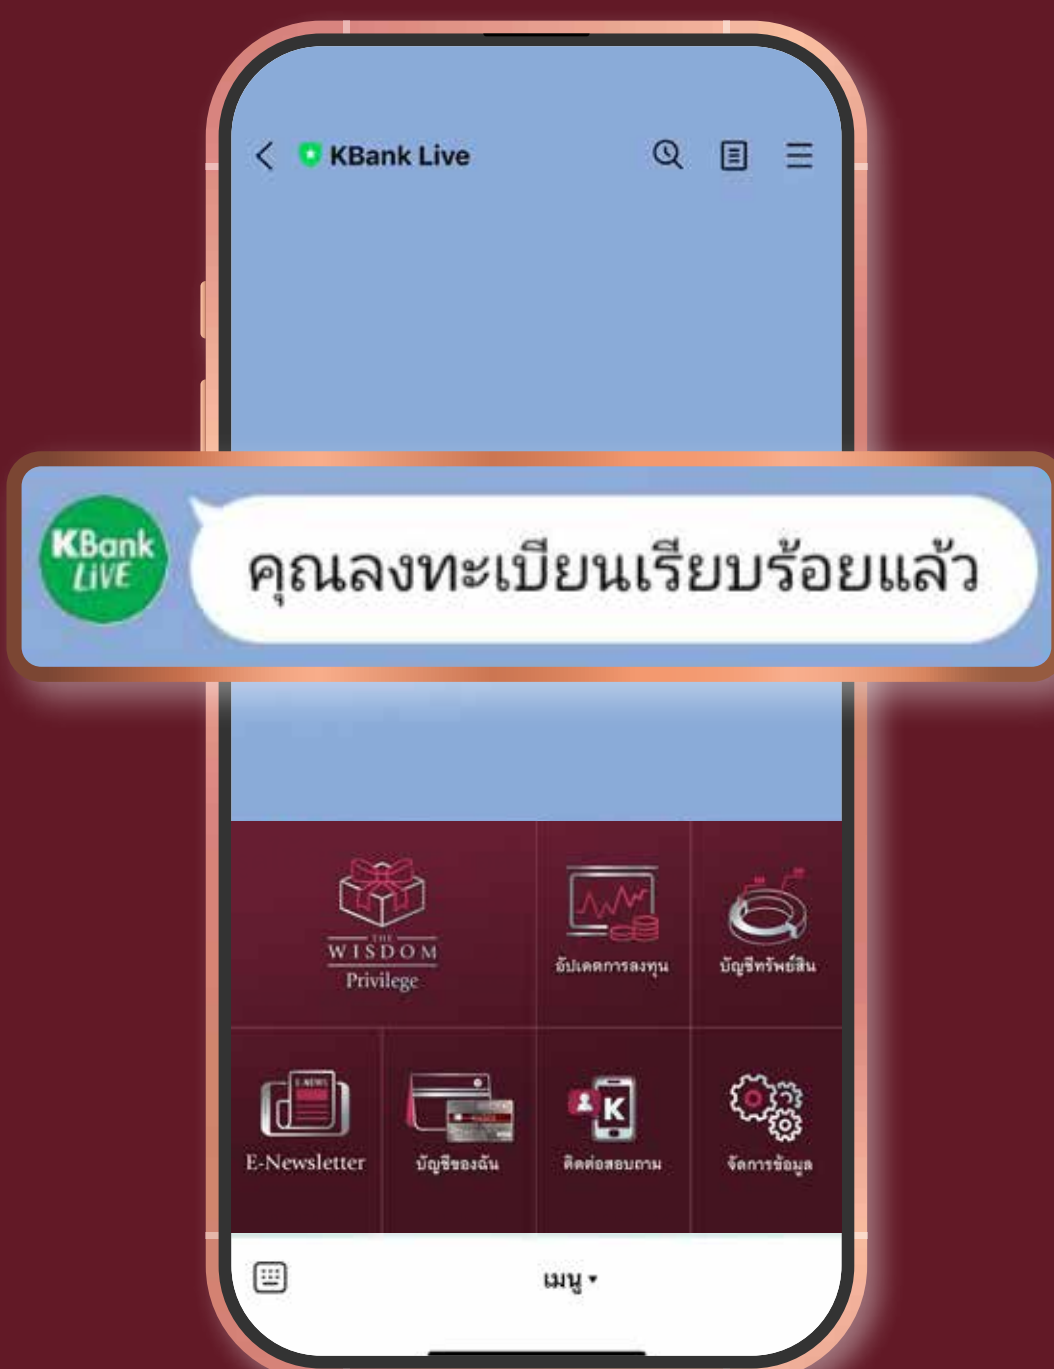 KBank Live
KBank
LiVE
คุณลงทะเบียนเรียบร้อยแล้ว
THE
WISDOM
Privilege
อัปเดตการลงทุน
บัญชีทรัพย์สิน
E-NEWS
K
E-Newsletter
บัญชีของฉัน
ติดต่อสอบถาม
จัดการข้อมูล
เมนู